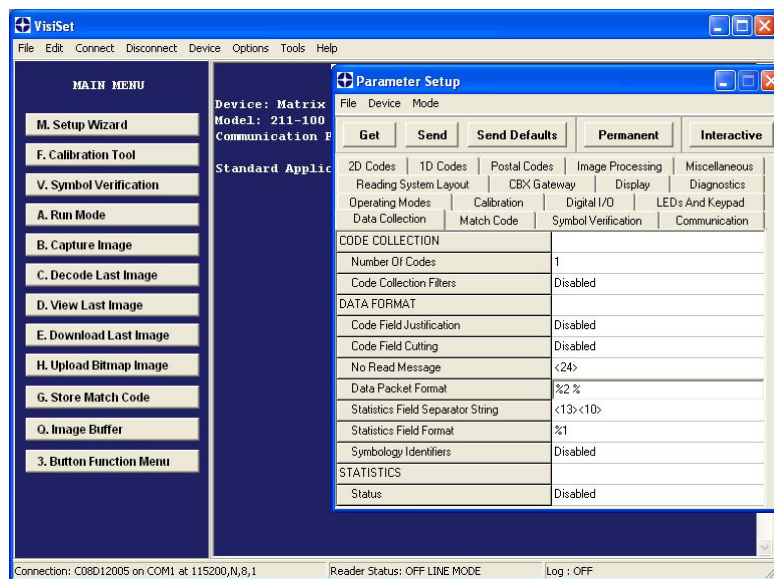 VisiSet
File Edit Connect Disconnect Device Options Tools Help
MAIN MENU
M. Setup Wizard
F. Calibration Tool
V. Symbol Verification
A. Run Mode
B. Capture Image
C. Decode Last Image
D. View Last Image
E. Download Last Image
H. Upload Bitmap Image
G. Store Match Code
Q. Image Buffer
3. Button Function Menu
Device: Matrix
Model: 211-100
Communication P
Standard Applic
Parameter Setup
File Device Mode
Get Send Send Defaults Permanent Interactive
2D Codes 1D Codes Postal Codes Image Processing Miscellaneous
Reading System Layout CBX Gateway Display Diagnostics
Operating Modes Calibration Digital I/O LEDs And Keypad
Data Collection Match Code Symbol Verification Communication
CODE COLLECTION
Number Of Codes 1
Code Collection Filters Disabled
DATA FORMAT
Code Field Justification Disabled
Code Field Cutting Disabled
No Read Message <24>
Data Packet Format %2 %
Statistics Field Separator String <13><10>
Statistics Field Format %1
Symbology Identifiers Disabled
STATISTICS
Status Disabled
Connection: C08D12005 on COM1 at 115200,N,8,1 Reader Status: OFF LINE MODE Log : OFF